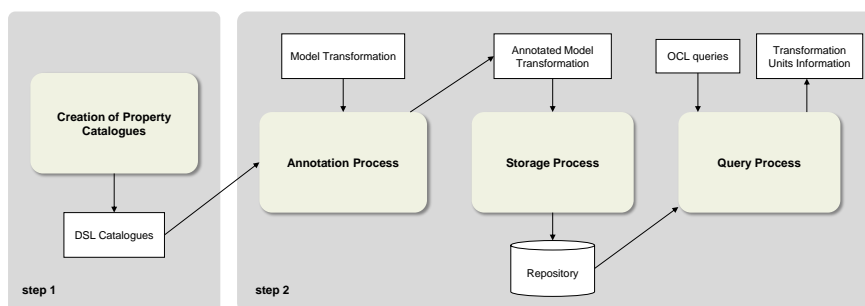 Creation of Property
Catalogues
DSL Catalogues
step 1
Model Transformation
Annotation Process
Annotated Model
Transformation
Storage Process
Repository
OCL queries
Transformation
Units Information
Query Process
step 2